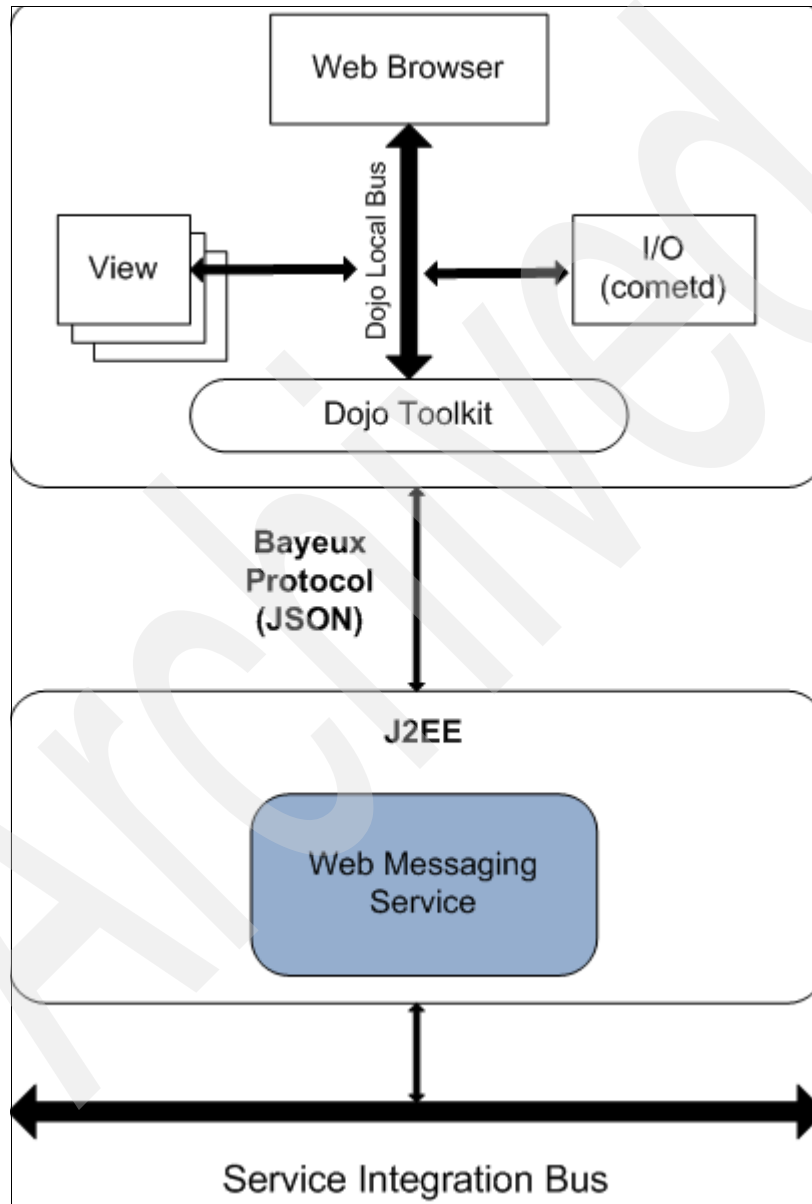 Web Browser
Dojo Local Bus
View
I/O
(cometd)
Dojo Toolkit
Bayeux
Protocol
(JSON)
J2EE
Web Messaging
Service
Service Integration Bus
Archived